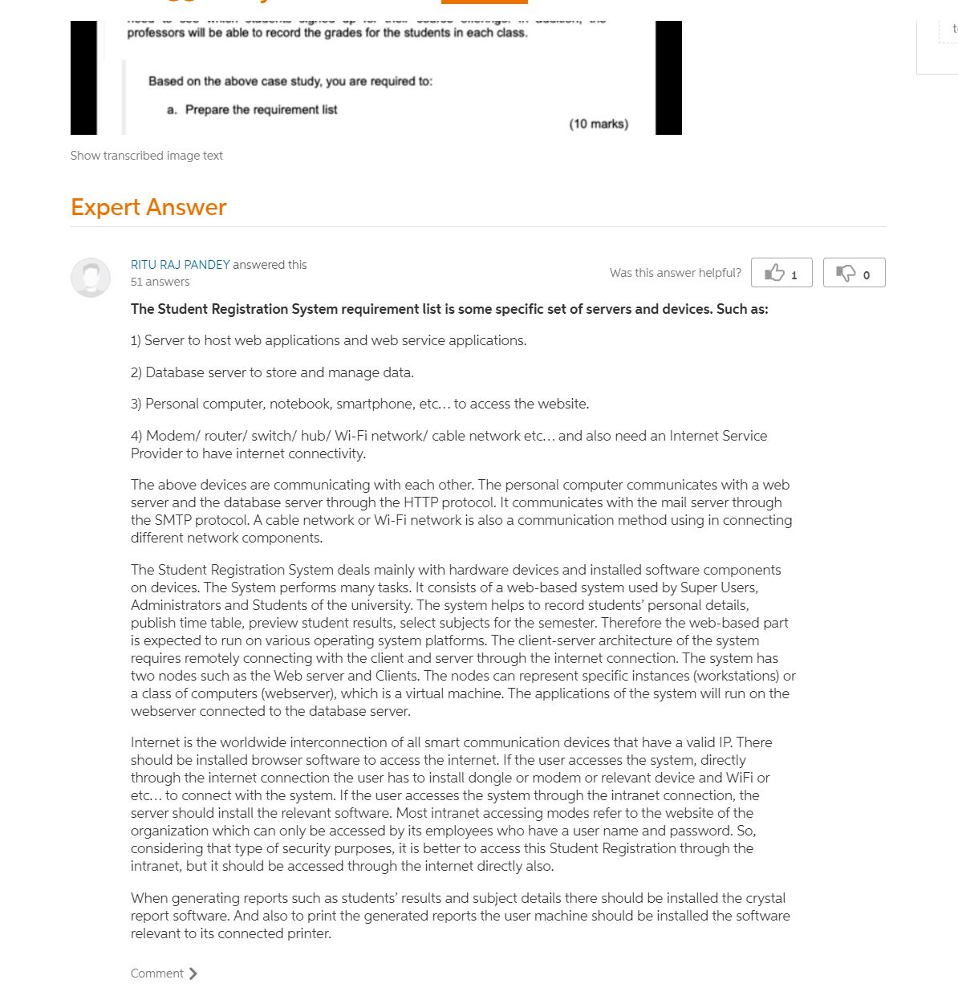 professors will be able to record the grades for the students in each class.
Based on the above case study, you are required to:
a. Prepare the requirement list
(10 marks)
Show transcribed image text
Expert Answer
RITU RAJ PANDEY answered this
51 answers
Was this answer helpful?
1
0
The Student Registration System requirement list is some specific set of servers and devices. Such as:
1) Server to host web applications and web service applications.
2) Database server to store and manage data.
3) Personal computer, notebook, smartphone, etc... to access the website.
4) Modem/ router/ switch/ hub/ Wi-Fi network/ cable network etc... and also need an Internet Service
Provider to have internet connectivity.
The above devices are communicating with each other. The personal computer communicates with a web
server and the database server through the HTTP protocol. It communicates with the mail server through
the SMTP protocol. A cable network or Wi-Fi network is also a communication method using in connecting
different network components.
The Student Registration System deals mainly with hardware devices and installed software components
on devices. The System performs many tasks. It consists of a web-based system used by Super Users,
Administrators and Students of the university. The system helps to record students' personal details,
publish time table, preview student results, select subjects for the semester. Therefore the web-based part
is expected to run on various operating system platforms. The client-server architecture of the system
requires remotely connecting with the client and server through the internet connection. The system has
two nodes such as the Web server and Clients. The nodes can represent specific instances (workstations) or
a class of computers (webserver), which is a virtual machine. The applications of the system will run on the
webserver connected to the database server.
Internet is the worldwide interconnection of all smart communication devices that have a valid IP. There
should be installed browser software to access the internet. If the user accesses the system, directly
through the internet connection the user has to install dongle or modem or relevant device and WiFi or
etc... to connect with the system. If the user accesses the system through the intranet connection, the
server should install the relevant software. Most intranet accessing modes refer to the website of the
organization which can only be accessed by its employees who have a user name and password. So,
considering that type of security purposes, it is better to access this Student Registration through the
intranet, but it should be accessed through the internet directly also.
When generating reports such as students' results and subject details there should be installed the crystal
report software. And also to print the generated reports the user machine should be installed the software
relevant to its connected printer.
Comment